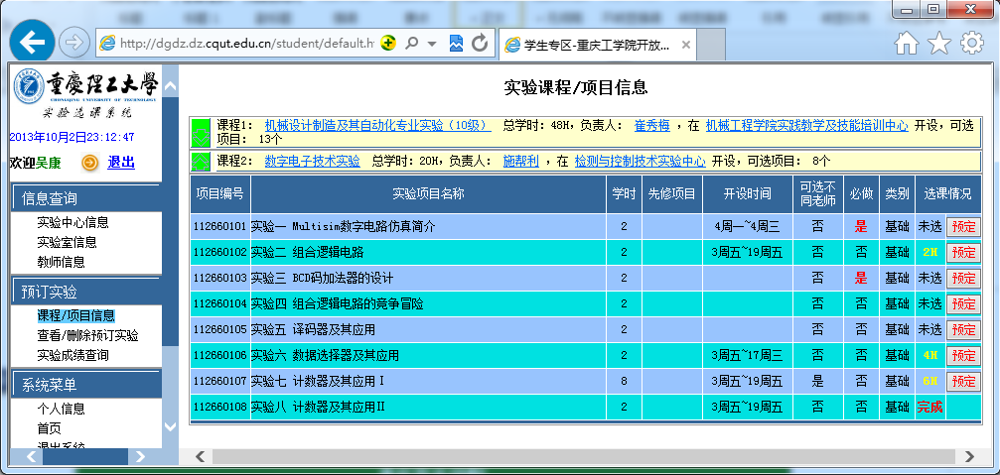 http://dgdz.dz.cqut.edu.cn/student/default.h
学生专区-重庆工学院开放...
重慶理工大學
CHONGQING UNIVERSITY OF TECHNOLOGY
实验选课系统
2013年10月2日23:12:47
欢迎吴康 退出
信息查询
实验中心信息
实验室信息
教师信息
预订实验
课程/项目信息
查看/删除预订实验
实验成绩查询
系统菜单
个人信息
首页
退出系统
实验课程/项目信息
课程1： 机械设计制造及其自动化专业实验（10级） 总学时：48H，负责人： 崔秀梅 ，在 机械工程学院实践教学及技能培训中心 开设，可选
项目： 13个
课程2： 数字电子技术实验 总学时：20H，负责人： 施帮利 ，在 检测与控制技术实验中心 开设，可选项目： 8个
项目编号 实验项目名称 学时 先修项目 开设时间 可选不同老师 必做 类别 选课情况
112660101 实验一 Multisim数字电路仿真简介 2 4周一~4周三 否 是 基础 未选 预定
112660102 实验二 组合逻辑电路 2 3周五~19周五 否 否 基础 2H 预定
112660103 实验三 BCD码加法器的设计 2 否 是 基础 未选 预定
112660104 实验四 组合逻辑电路的竞争冒险 2 否 否 基础 未选 预定
112660105 实验五 译码器及其应用 2 否 否 基础 未选 预定
112660106 实验六 数据选择器及其应用 2 3周五~17周三 否 否 基础 4H 预定
112660107 实验七 计数器及其应用Ⅰ 8 3周五~19周五 是 否 基础 6H 预定
112660108 实验八 计数器及其应用Ⅱ 2 3周五~19周五 否 否 基础 完成